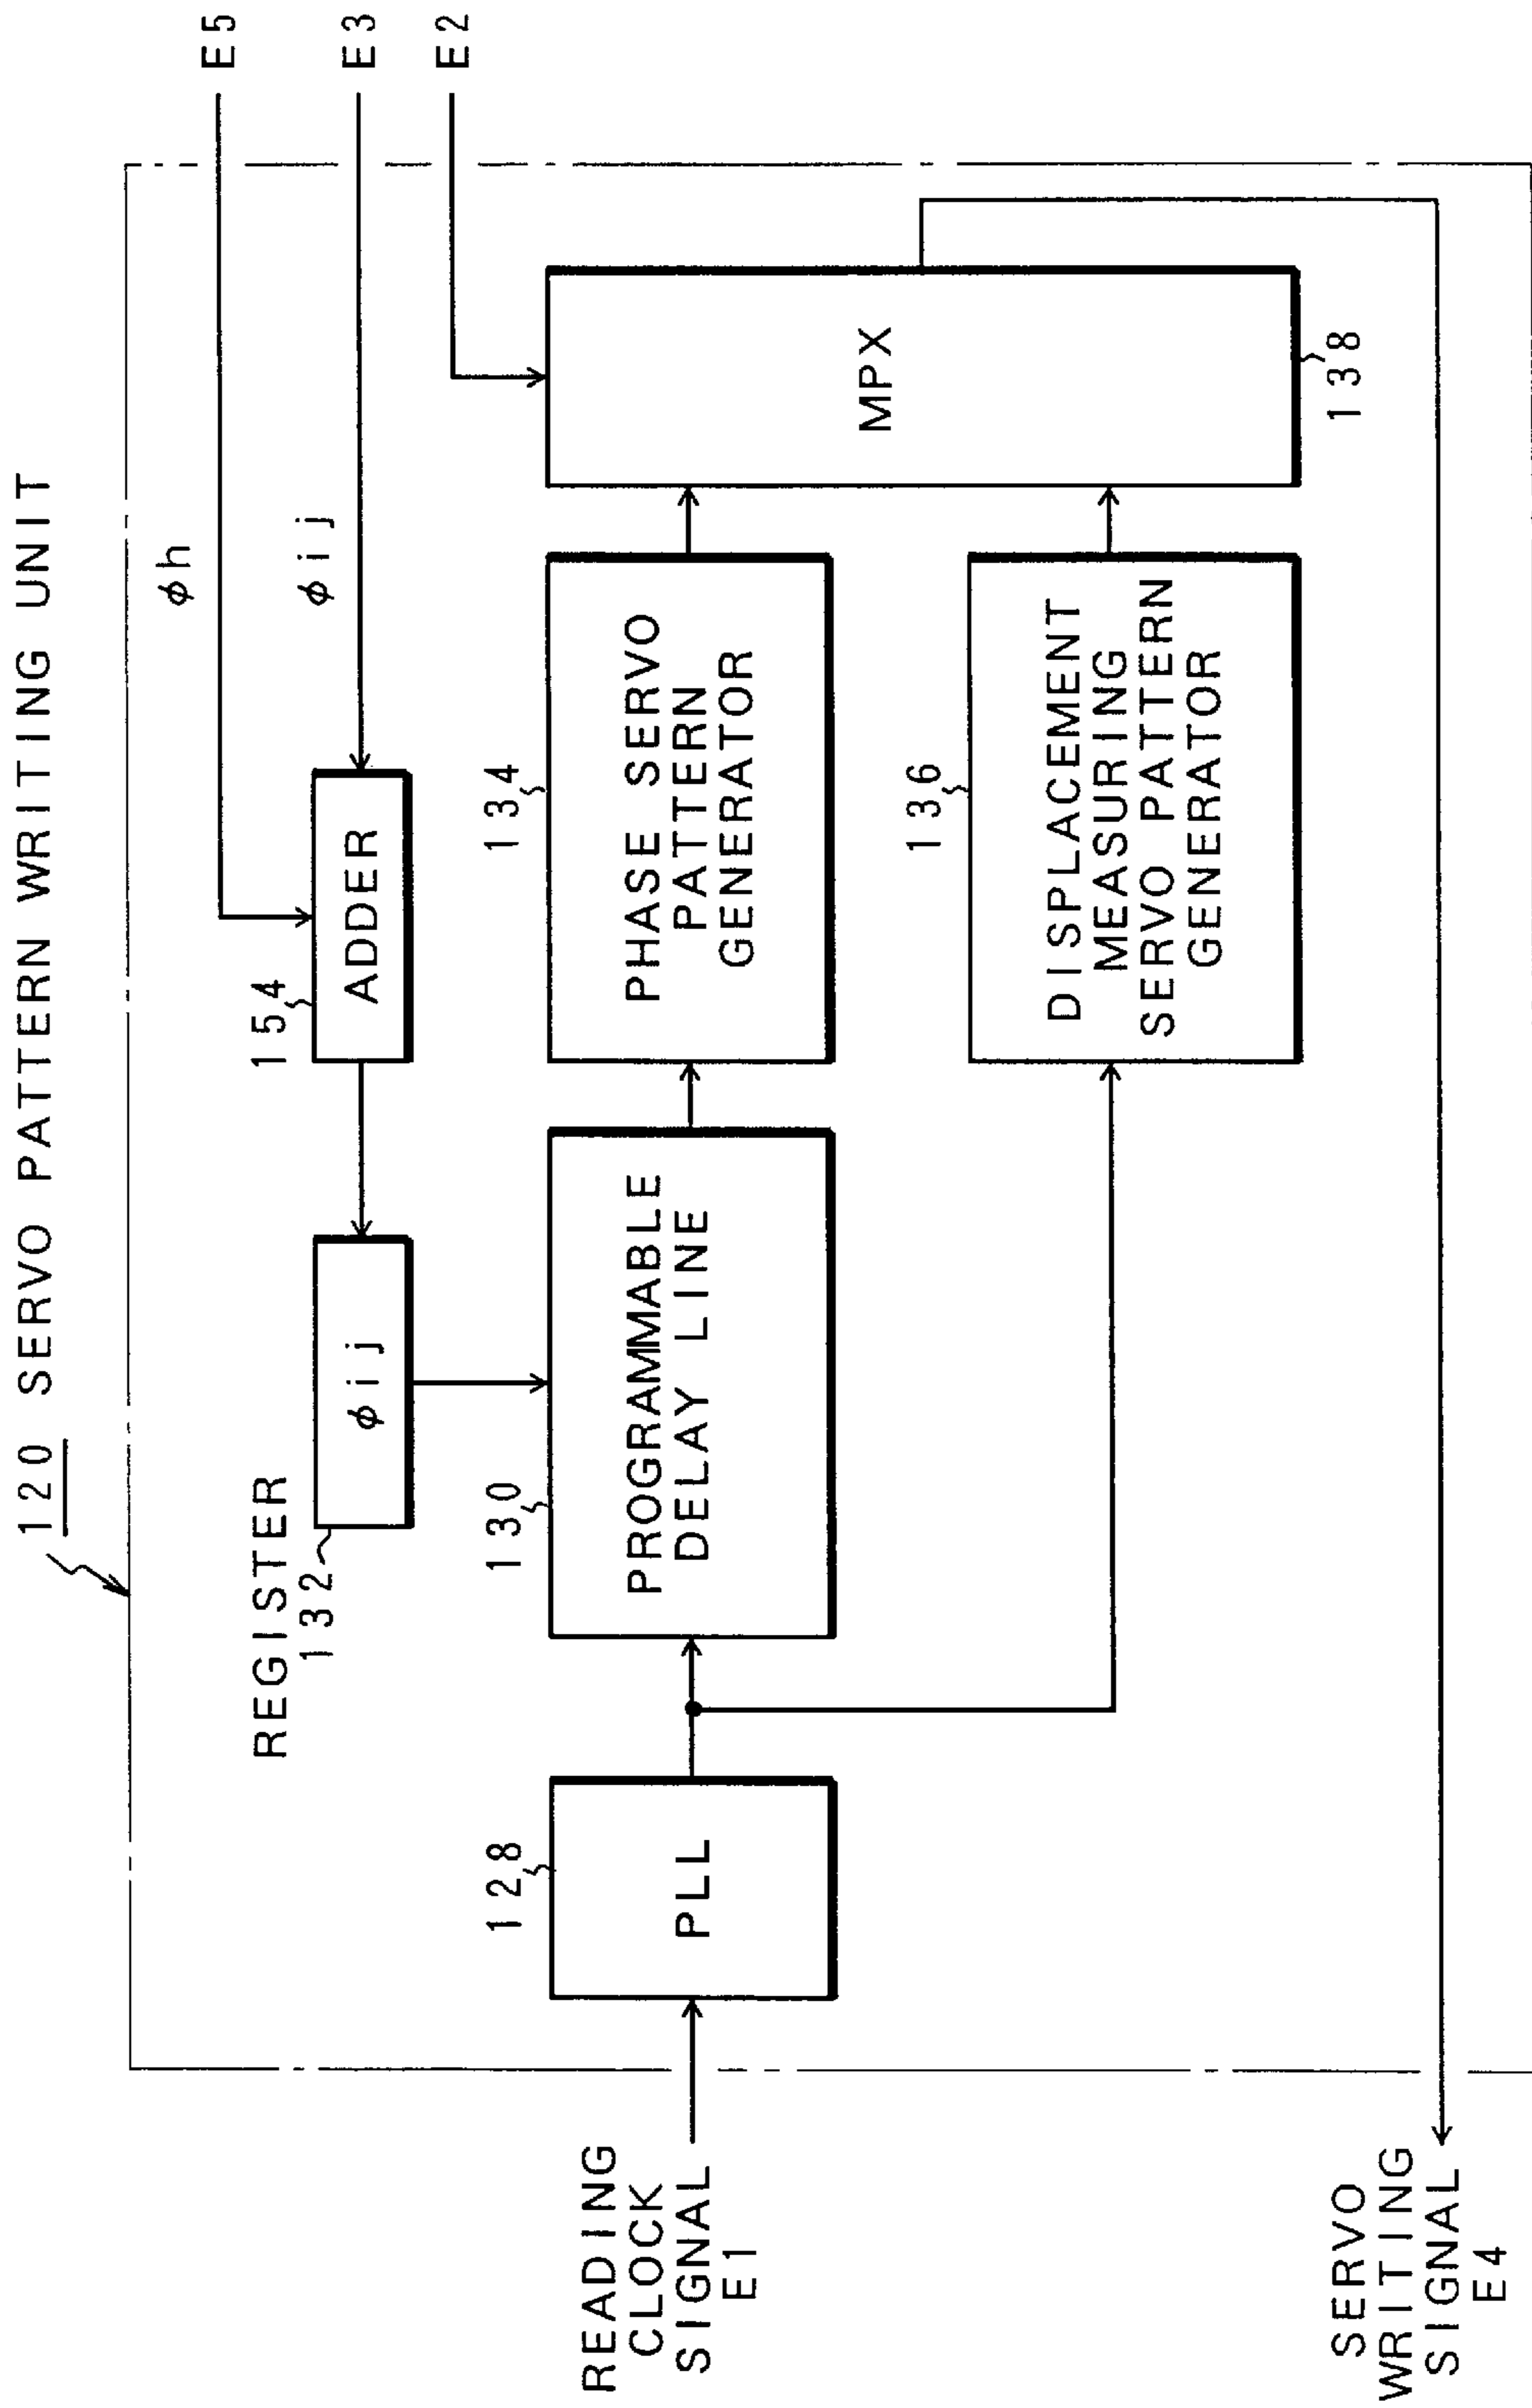 120 SERVO PATTERN WRITING UNIT
REGISTER
132
φij
154
ADDER
φh
E5
φij
E3
E2
128
PLL
130
PROGRAMMABLE
DELAY LINE
134
PHASE SERVO
PATTERN
GENERATOR
136
DISPLACEMENT
MEASURING
SERVO PATTERN
GENERATOR
MPX
138
READING
CLOCK
SIGNAL
E1
SERVO
WRITING
SIGNAL
E4